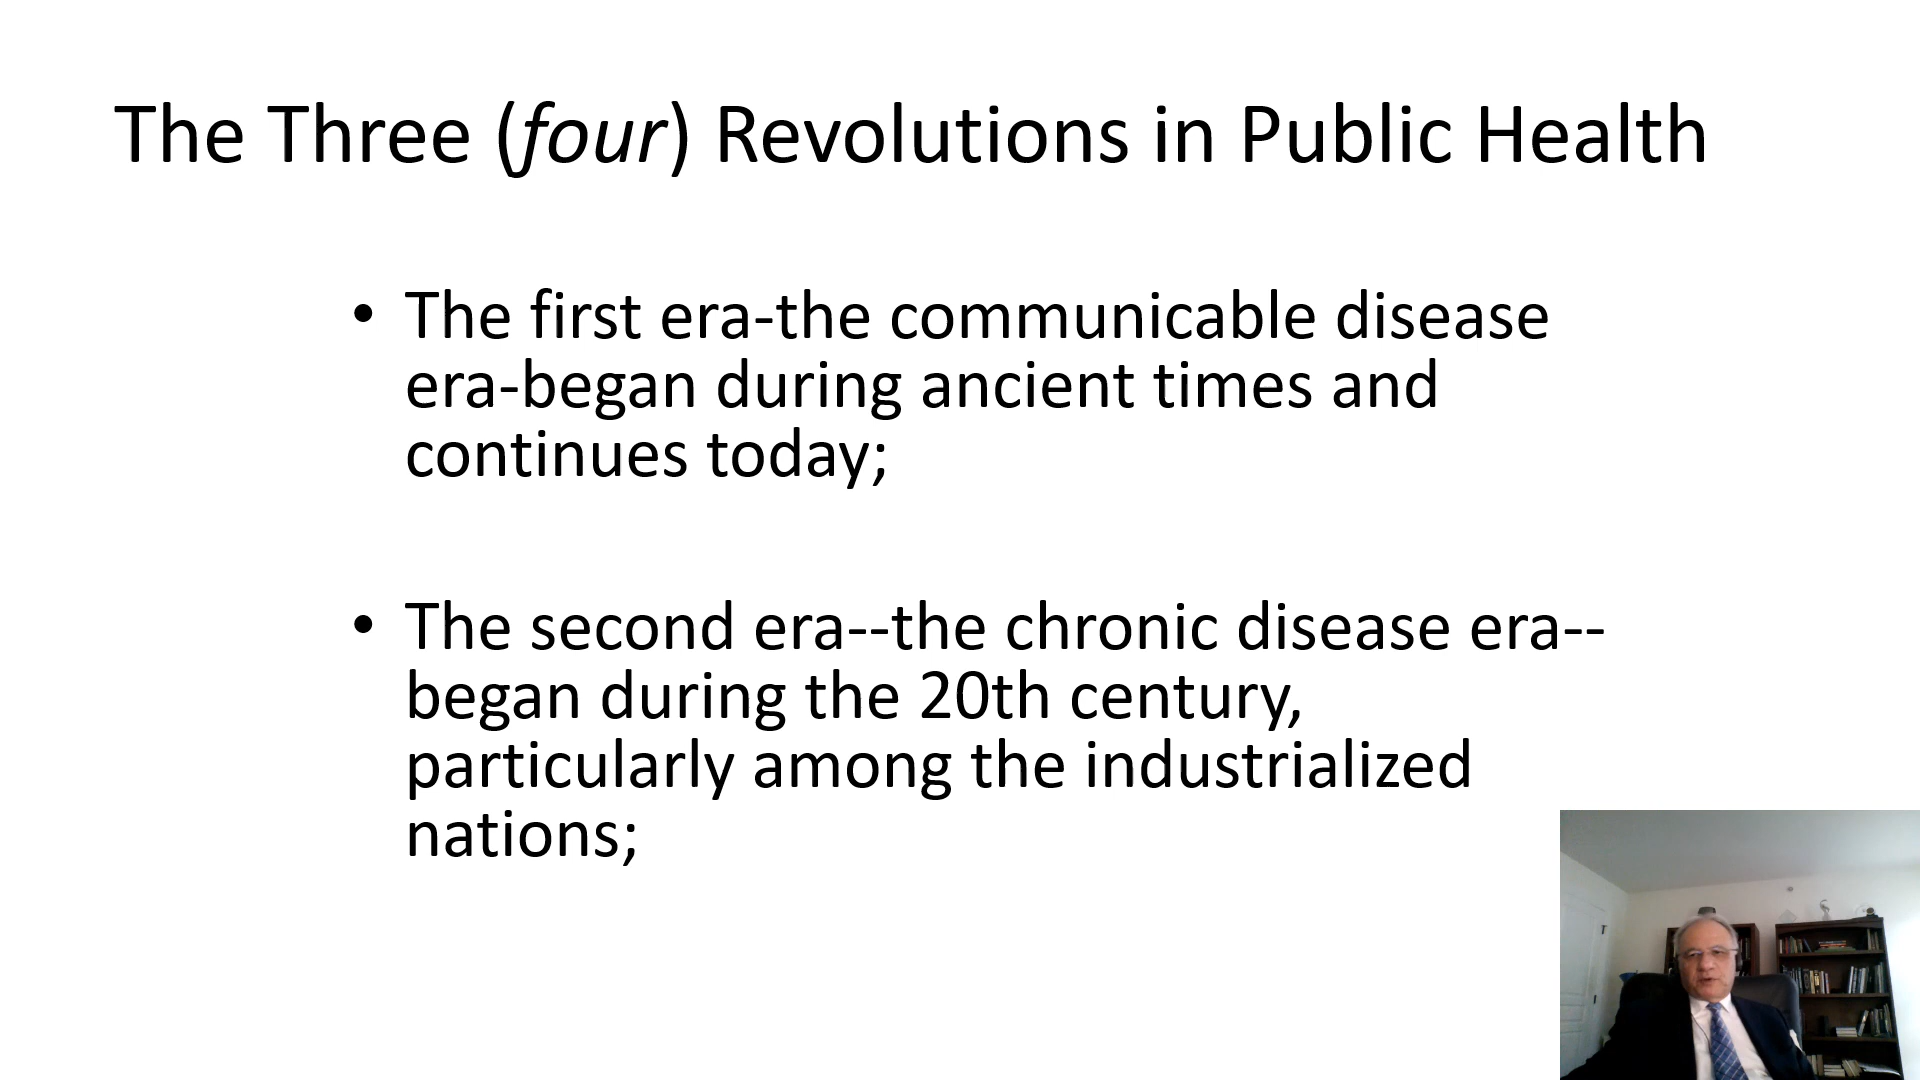 The Three (four) Revolutions in Public Health
• The first era-the communicable disease
era-began during ancient times and
continues today;
• The second era--the chronic disease era--
began during the 20th century,
particularly among the industrialized
nations;